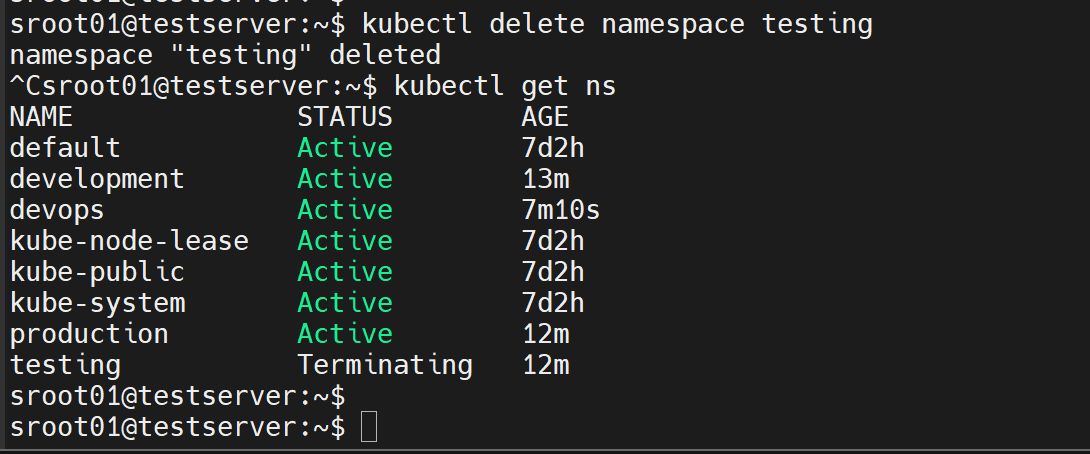 sroot01@testserver:~$
sroot01@testserver:~$ kubectl delete namespace testing
namespace "testing" deleted
^Csroot01@testserver:~$ kubectl get ns
NAME STATUS AGE
default Active 7d2h
development Active 13m
devops Active 7m10s
kube-node-lease Active 7d2h
kube-public Active 7d2h
kube-system Active 7d2h
production Active 12m
testing Terminating 12m
sroot01@testserver:~$
sroot01@testserver:~$